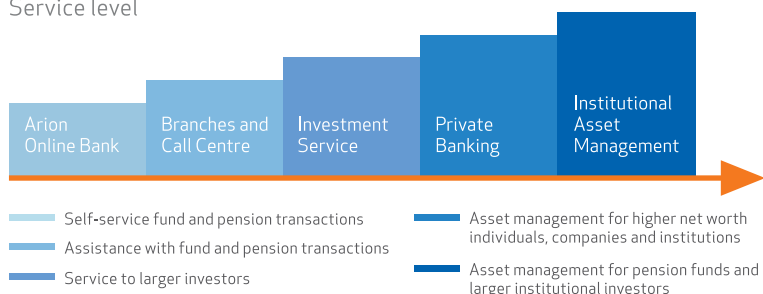 Service level
Arion
Online Bank
Branches and
Call Centre
Investment
Service
Private
Banking
Institutional
Asset
Management
Self-service fund and pension transactions
Assistance with fund and pension transactions
Service to larger investors
Asset management for higher net worth
individuals, companies and institutions
Asset management for pension funds and
larger institutional investors